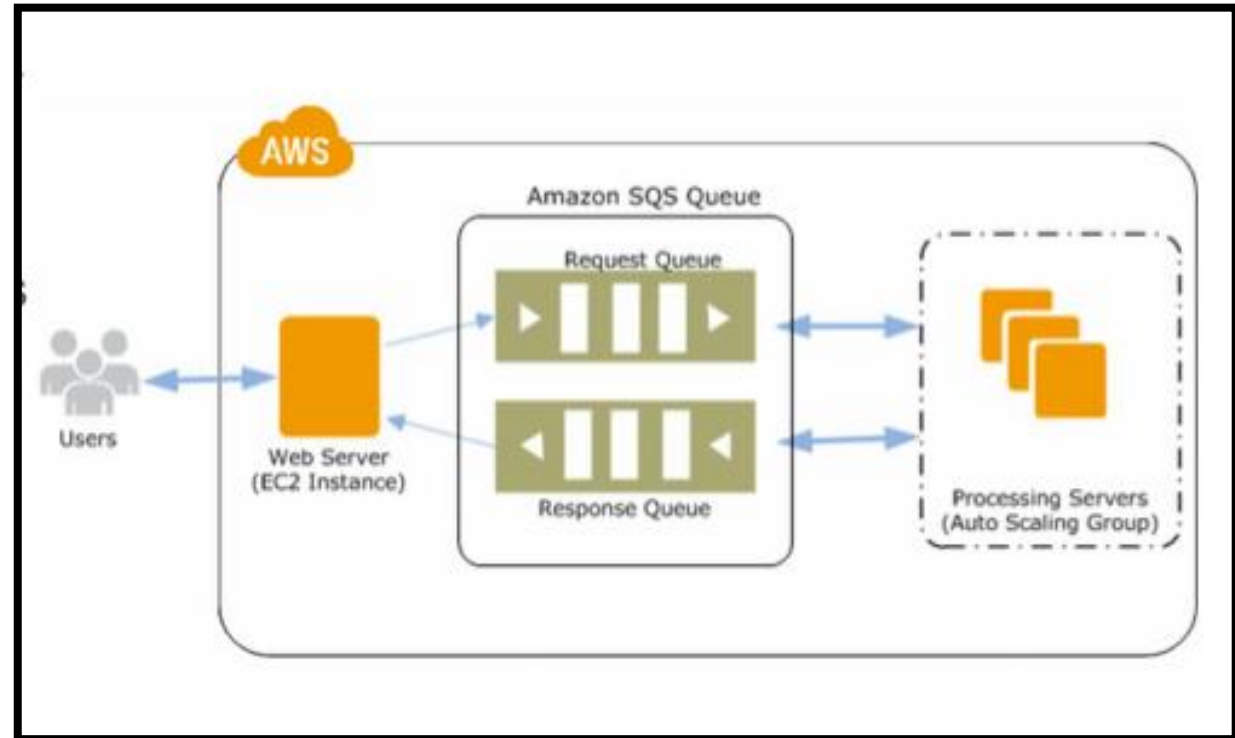 AWS
Amazon SQS Queue
Request Queue
Users
Web Server
(EC2 Instance)
Response Queue
Processing Servers
(Auto Scaling Group)